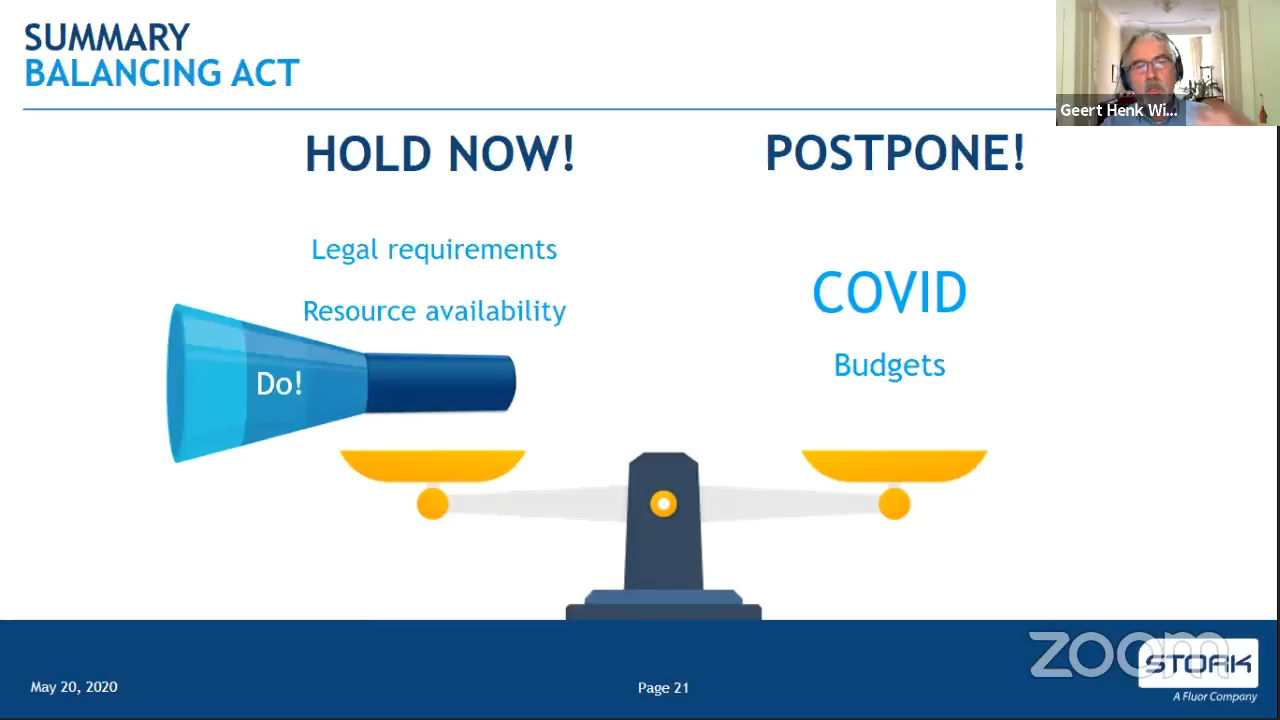 SUMMARY
BALANCING ACT
Geert Henk Wi...
HOLD NOW!
POSTPONE!
Legal requirements
Resource availability
COVID
Budgets
Do!
May 20, 2020
Page 21
zoom
STORK
A Fluor Company